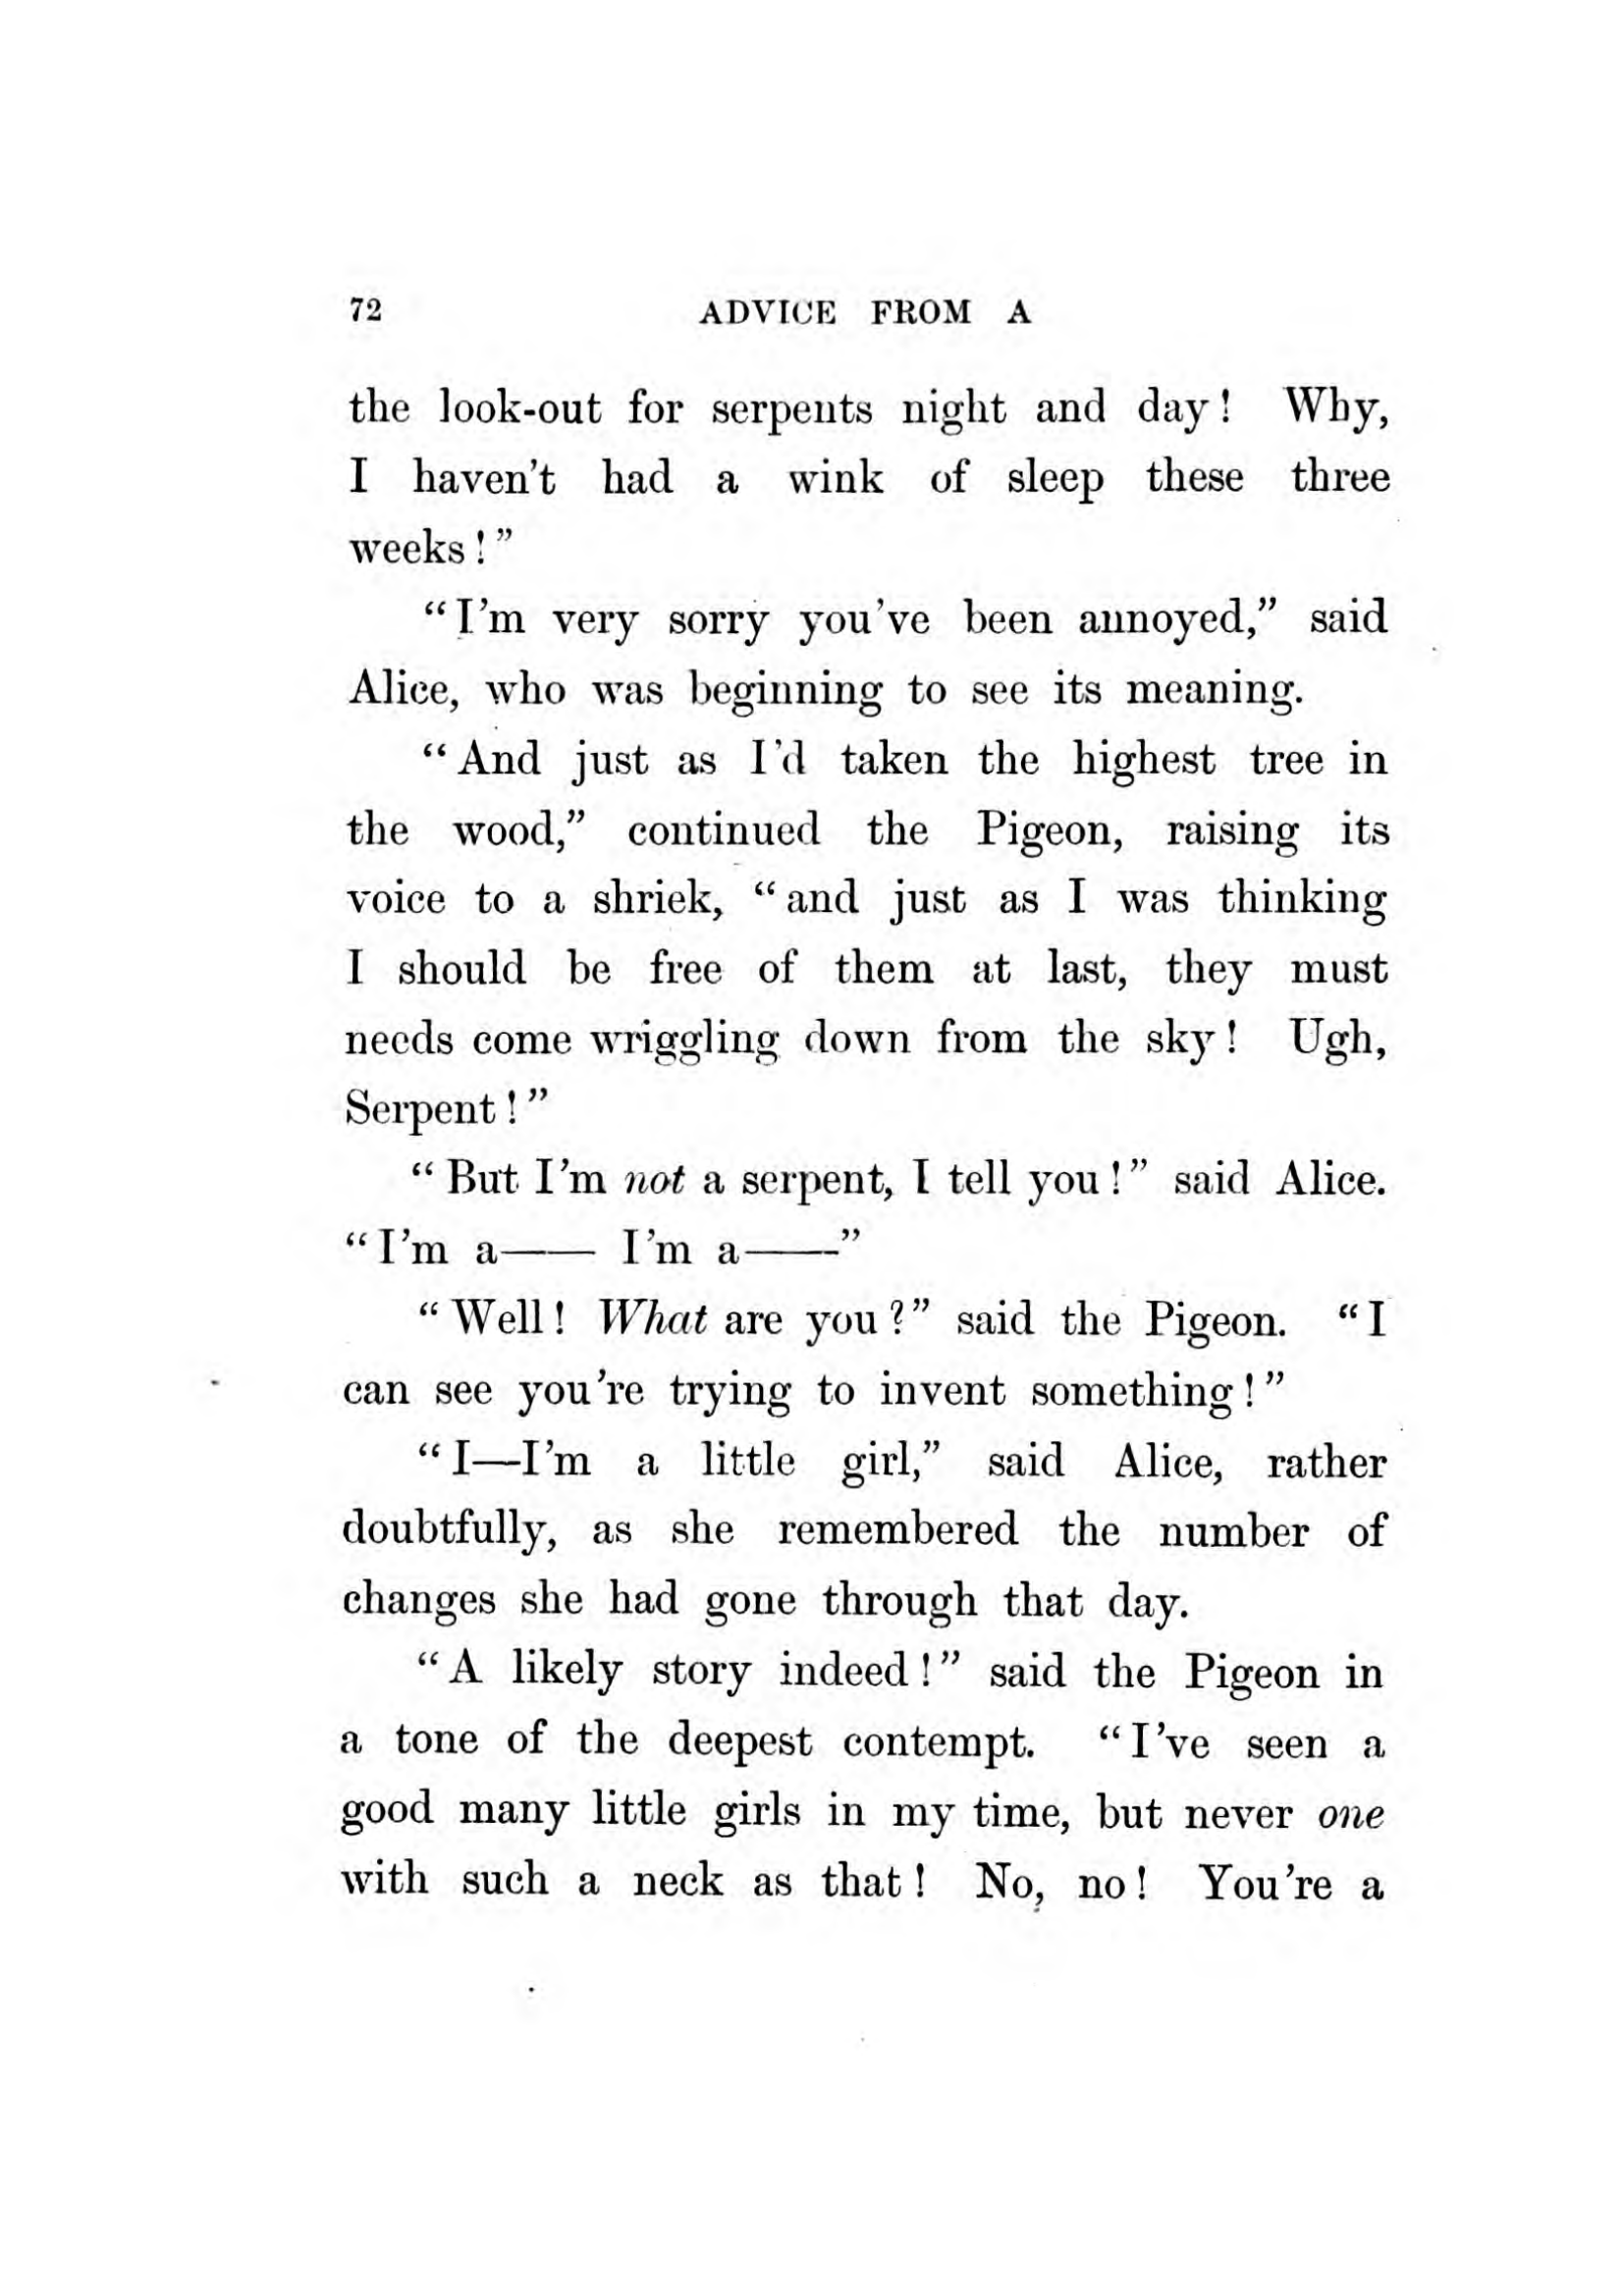 72 ADVICE FROM A
the look-out for serpents night and day! Why,
I haven't had a wink of sleep these three
weeks!”
“I'm very sorry you've been annoyed,” said
Alice, who was beginning to see its meaning.
“And just as I'd taken the highest tree in
the wood,” continued the Pigeon, raising its
voice to a shriek, “and just as I was thinking
I should be free of them at last, they must
needs come wriggling down from the sky! Ugh,
Serpent!”
“But I'm not a serpent, I tell you!” said Alice.
“I'm a—— I'm a——”
“Well! What are you?” said the Pigeon. “I
can see you're trying to invent something!”
“I—I'm a little girl,” said Alice, rather
doubtfully, as she remembered the number of
changes she had gone through that day.
“A likely story indeed!” said the Pigeon in
a tone of the deepest contempt. “I've seen a
good many little girls in my time, but never one
with such a neck as that! No, no! You're a